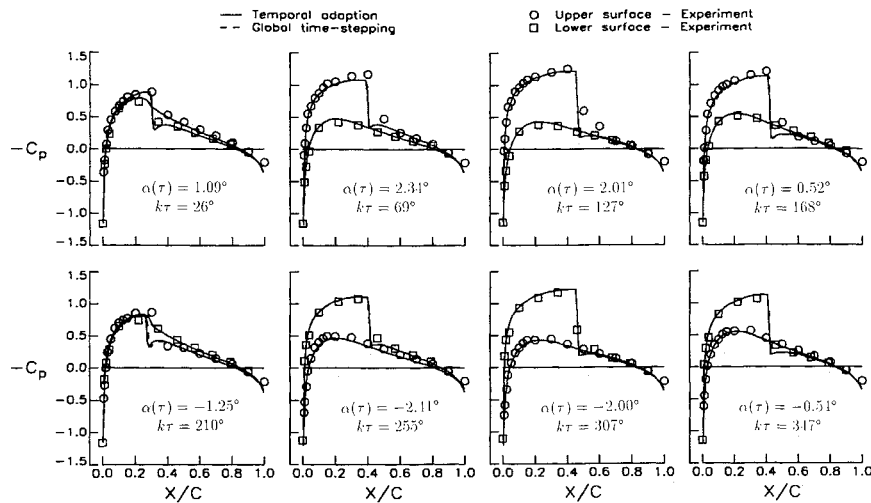 Temporal adaption
Global time-stepping
Upper surface – Experiment
Lower surface – Experiment
1.5
1.0
0.5
0.0
-0.5
-1.0
-1.5
-Cp
α(τ) = 1.09°
kτ = 26°
α(τ) = 2.34°
kτ = 69°
α(τ) = 2.01°
kτ = 127°
α(τ) = 0.52°
kτ = 168°
1.5
1.0
0.5
0.0
-0.5
-1.0
-1.5
-Cp
α(τ) = −1.25°
kτ = 210°
α(τ) = −2.41°
kτ = 255°
α(τ) = −2.00°
kτ = 307°
α(τ) = −0.54°
kτ = 347°
0.0 0.2 0.4 0.6 0.8 1.0
0.0 0.2 0.4 0.6 0.8 1.0
0.0 0.2 0.4 0.6 0.8 1.0
0.0 0.2 0.4 0.6 0.8 1.0
X/C
X/C
X/C
X/C